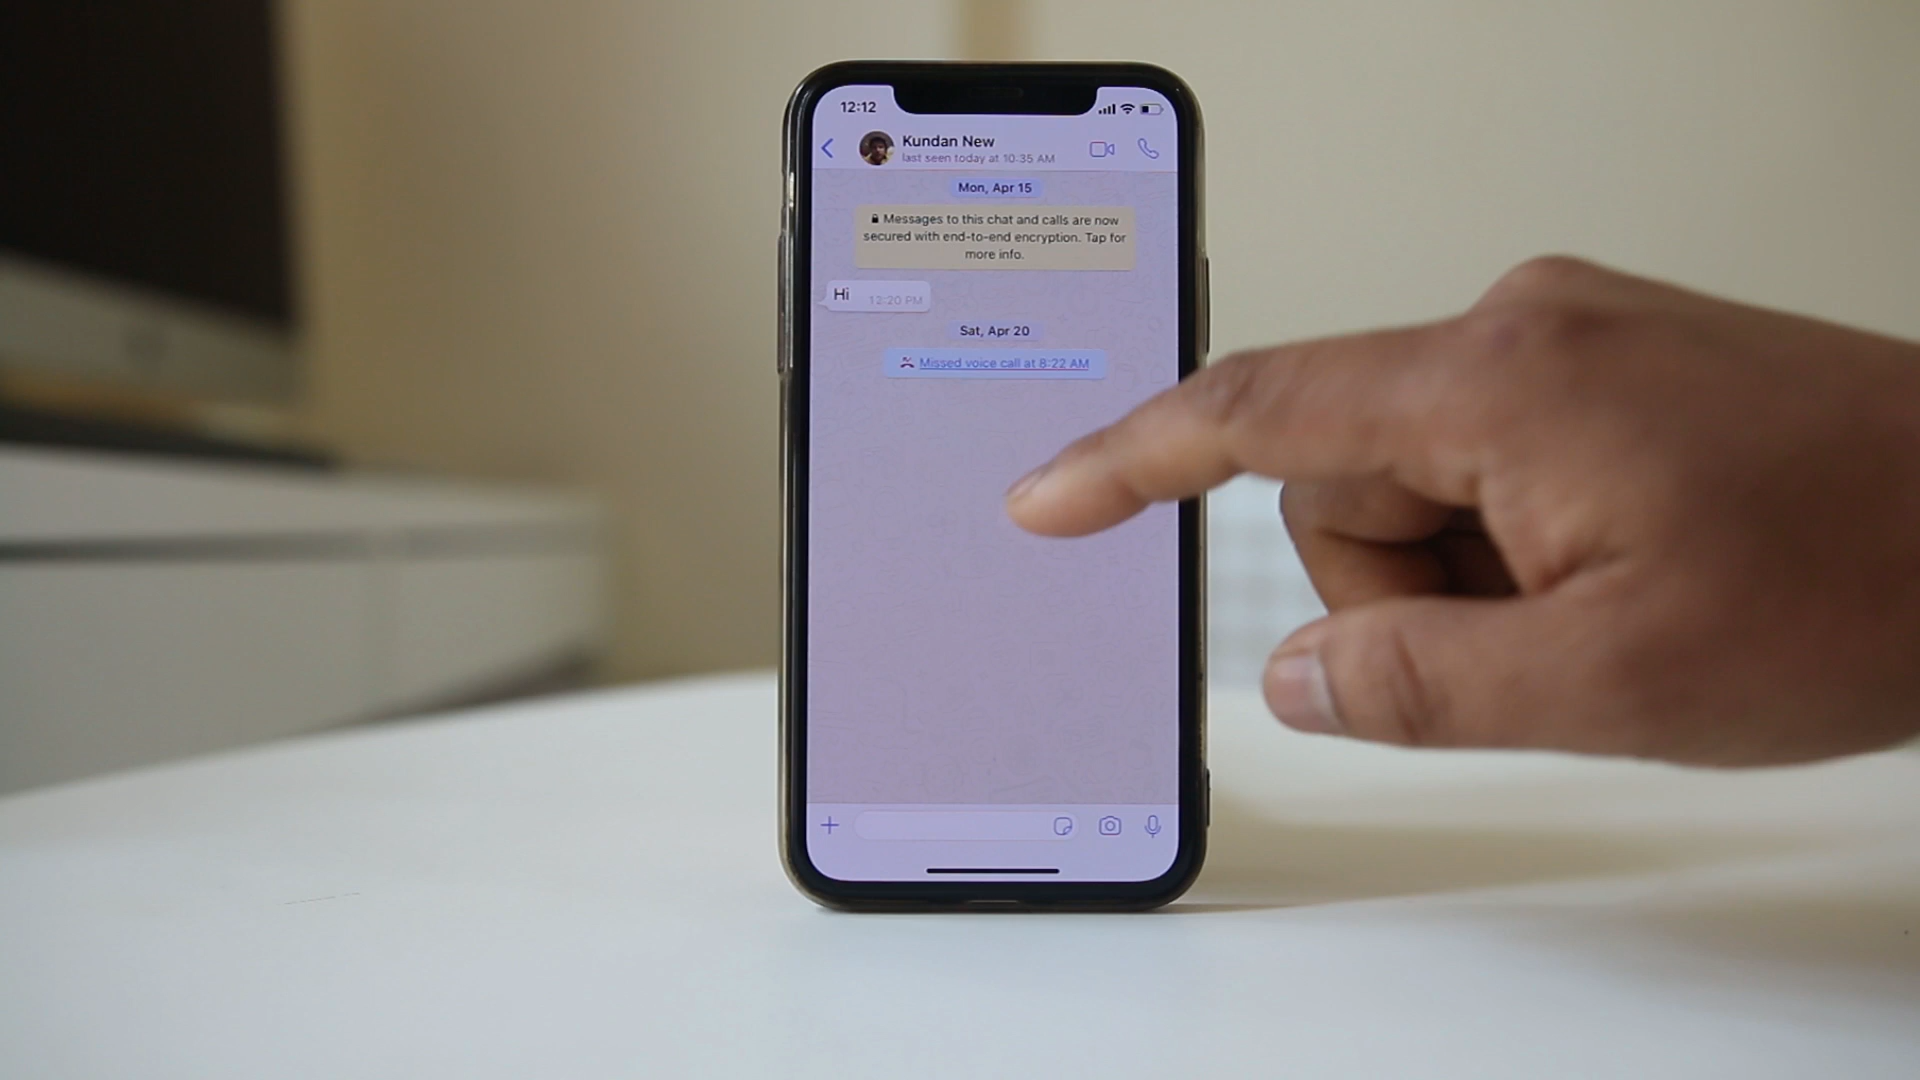 12:12
Kundan New
last seen today at 10:35 AM
Mon, Apr 15
Messages to this chat and calls are now
secured with end-to-end encryption. Tap for
more info.
Hi 12:20 PM
Sat, Apr 20
Missed voice call at 8:22 AM